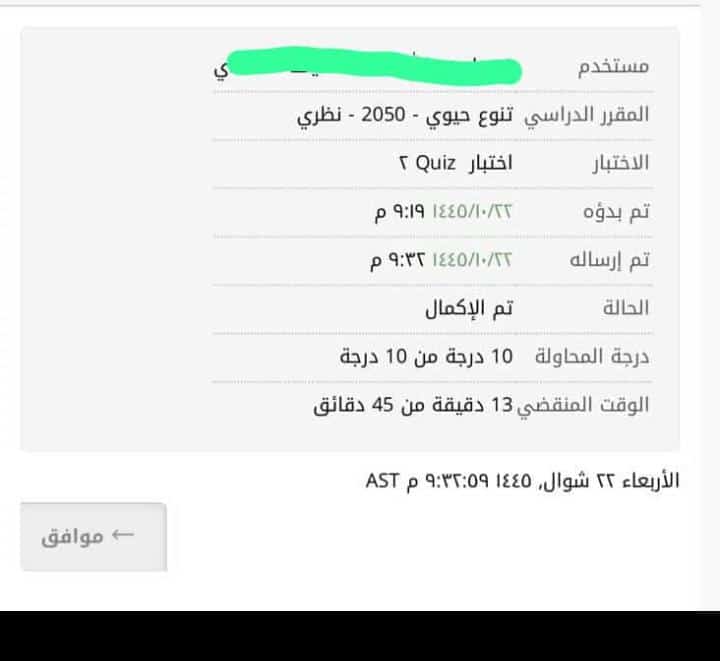 مستخدم
المقرر الدراسي تنوع حيوي - 2050 - نظري
الاختبار اختبار Quiz ٢
تم بدؤه ١٤٤٥/١٠/٢٢ ٩:١٩ م
تم إرساله ١٤٤٥/١٠/٢٢ ٩:٣٢ م
الحالة تم الإكمال
درجة المحاولة 10 درجة من 10 درجة
الوقت المنقضي 13 دقيقة من 45 دقائق
الأربعاء ٢٢ شوال, ١٤٤٥ ٩:٣٢:٥٩ م AST
← موافق